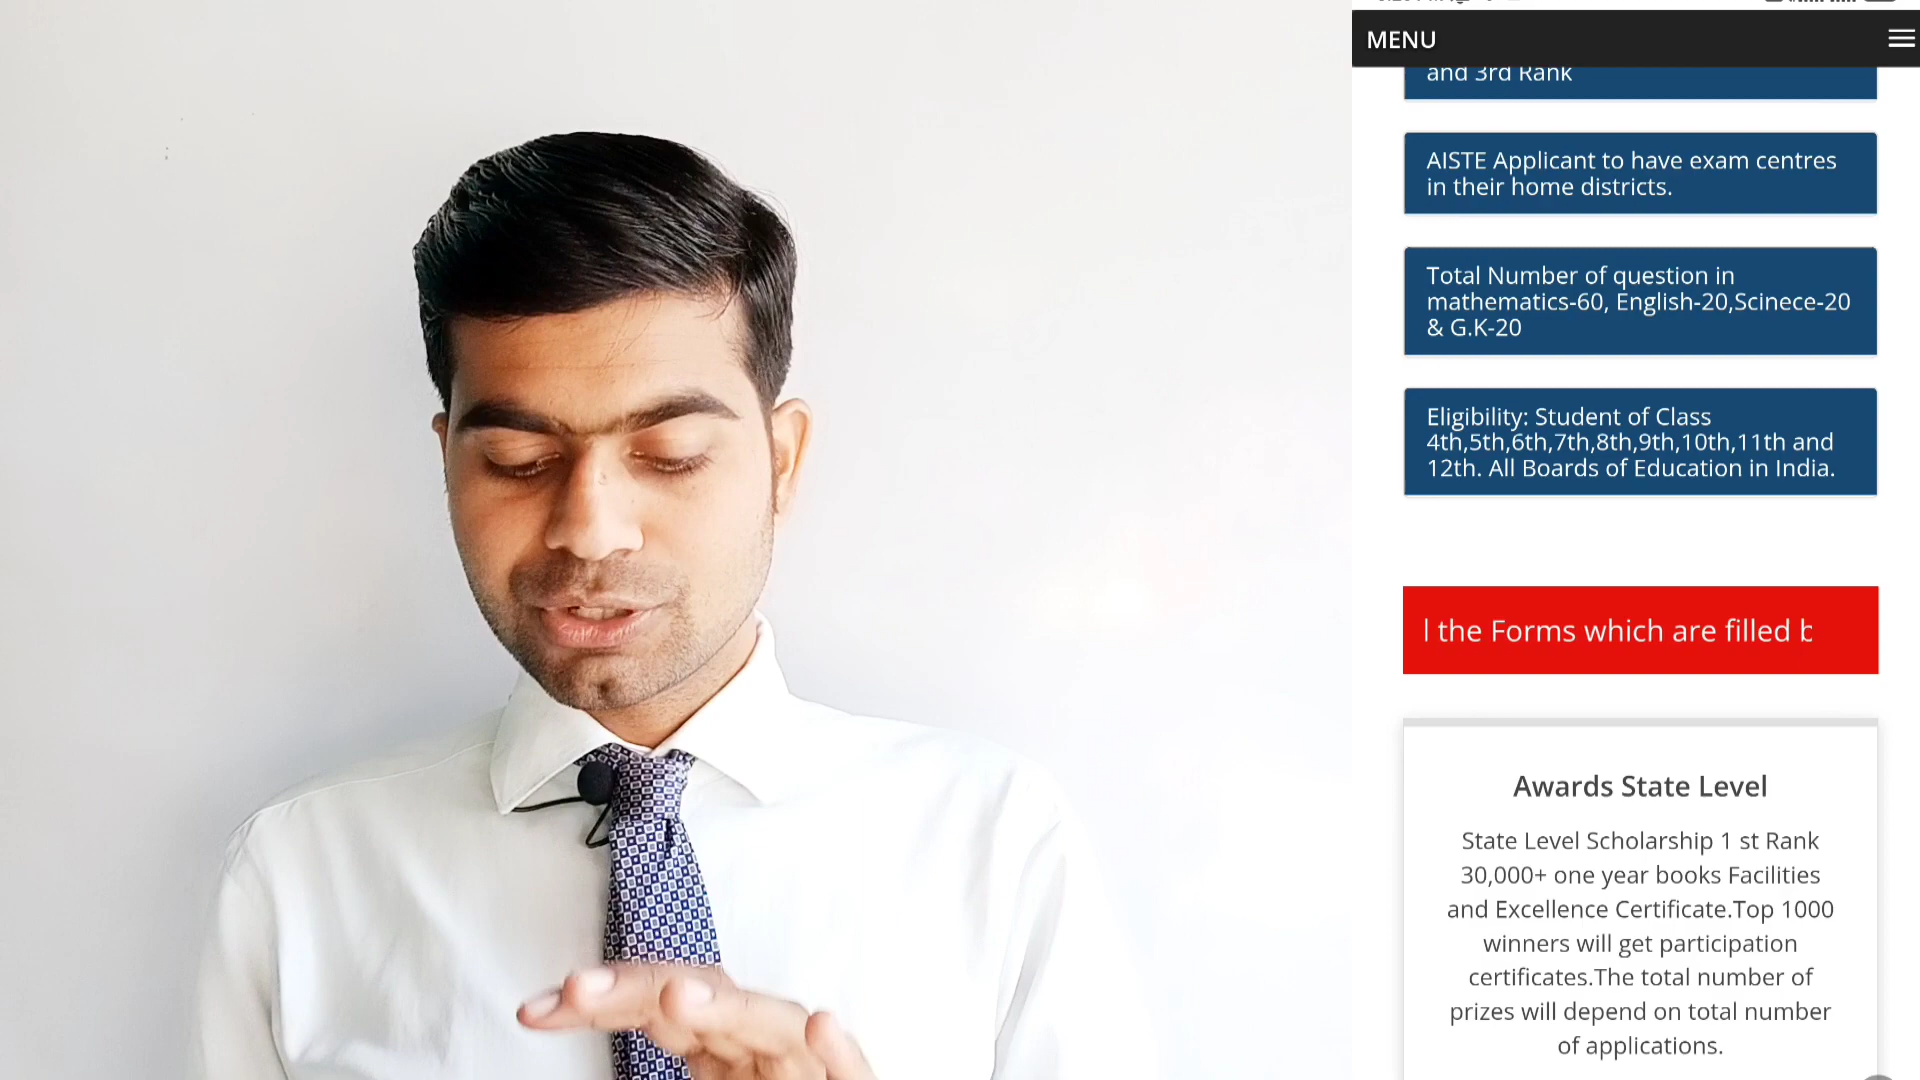 MENU
and 3rd Rank
AISTE Applicant to have exam centres
in their home districts.
Total Number of question in
mathematics-60, English-20,Scinece-20
& G.K-20
Eligibility: Student of Class
4th,5th,6th,7th,8th,9th,10th,11th and
12th. All Boards of Education in India.
the Forms which are filled
Awards State Level
State Level Scholarship 1 st Rank
30,000+ one year books Facilities
and Excellence Certificate.Top 1000
winners will get participation
certificates.The total number of
prizes will depend on total number
of applications.